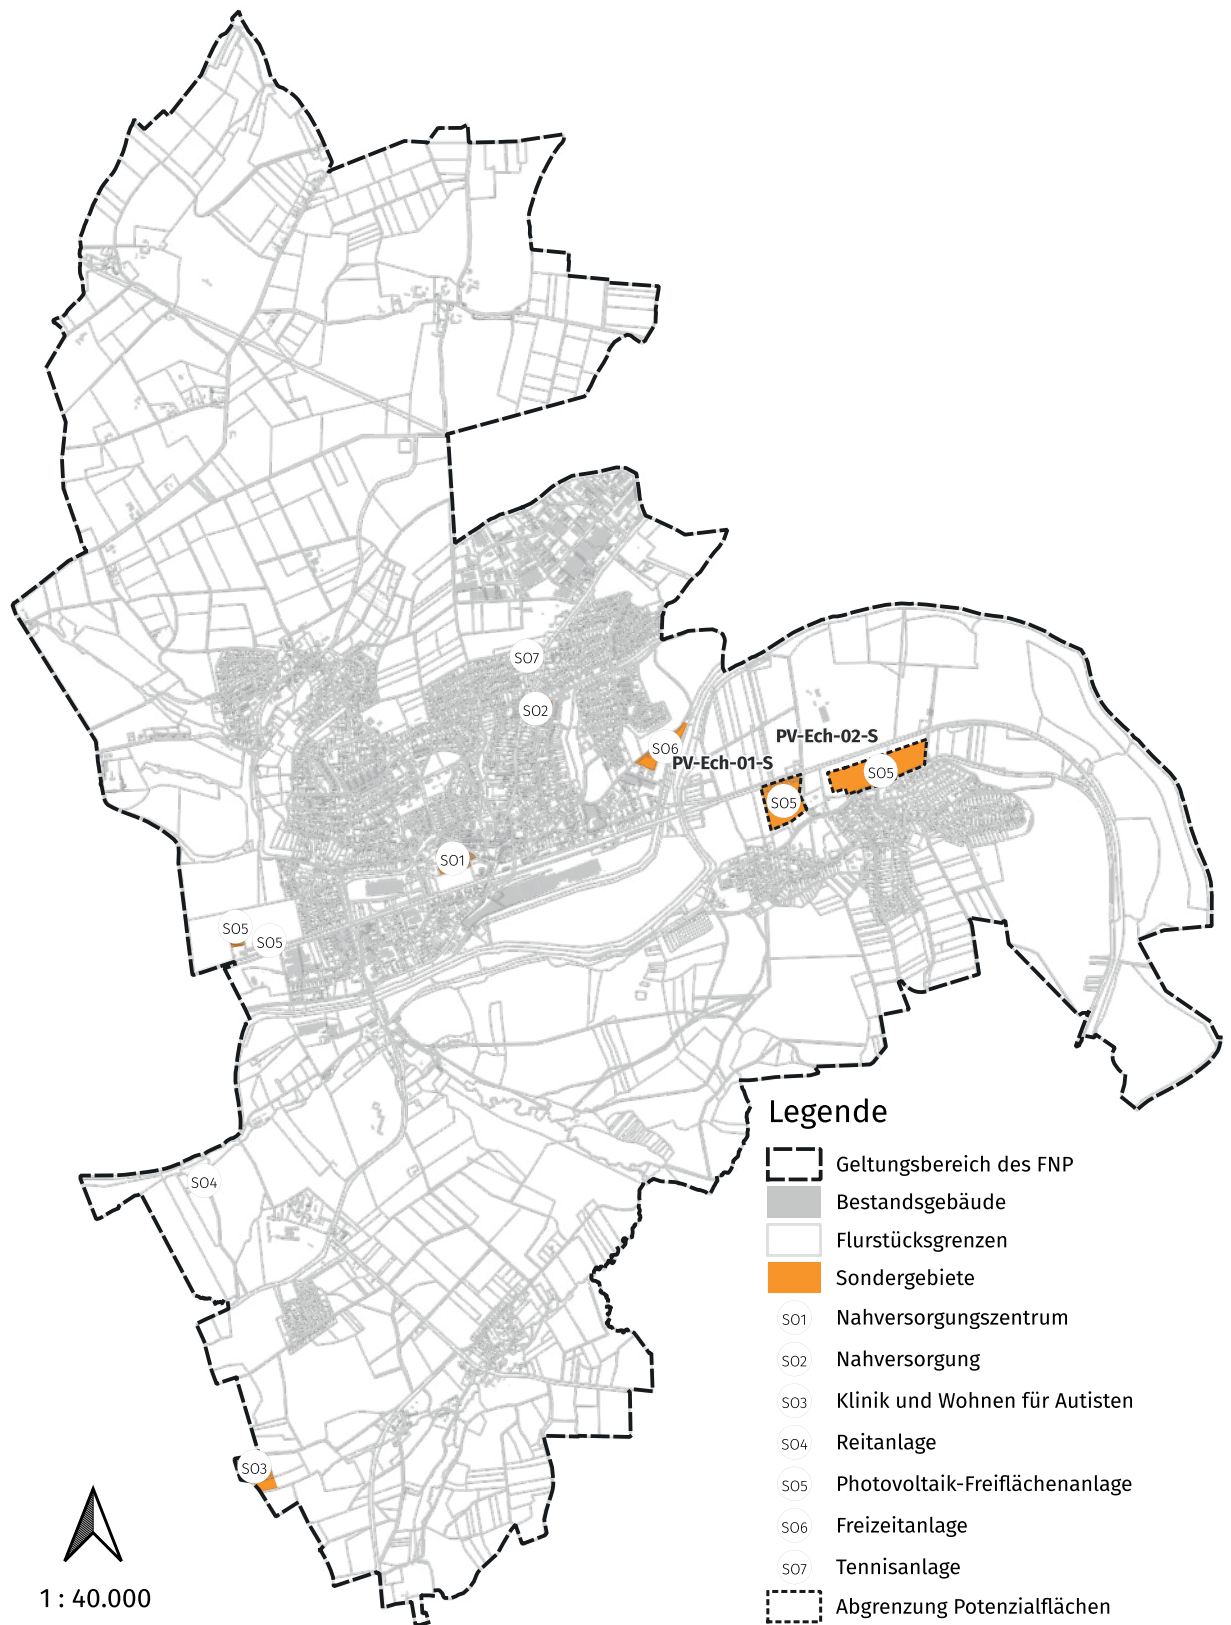 SO7
SO2
SO6
PV-Ech-01-S
PV-Ech-02-S
SO5
SO5
SO1
SO5
SO5
SO4
SO3
1 : 40.000
Legende
Geltungsbereich des FNP
Bestandsgebäude
Flurstücksgrenzen
Sondergebiete
SO1 Nahversorgungszentrum
SO2 Nahversorgung
SO3 Klinik und Wohnen für Autisten
SO4 Reitanlage
SO5 Photovoltaik-Freiflächenanlage
SO6 Freizeitanlage
SO7 Tennisanlage
Abgrenzung Potenzialflächen